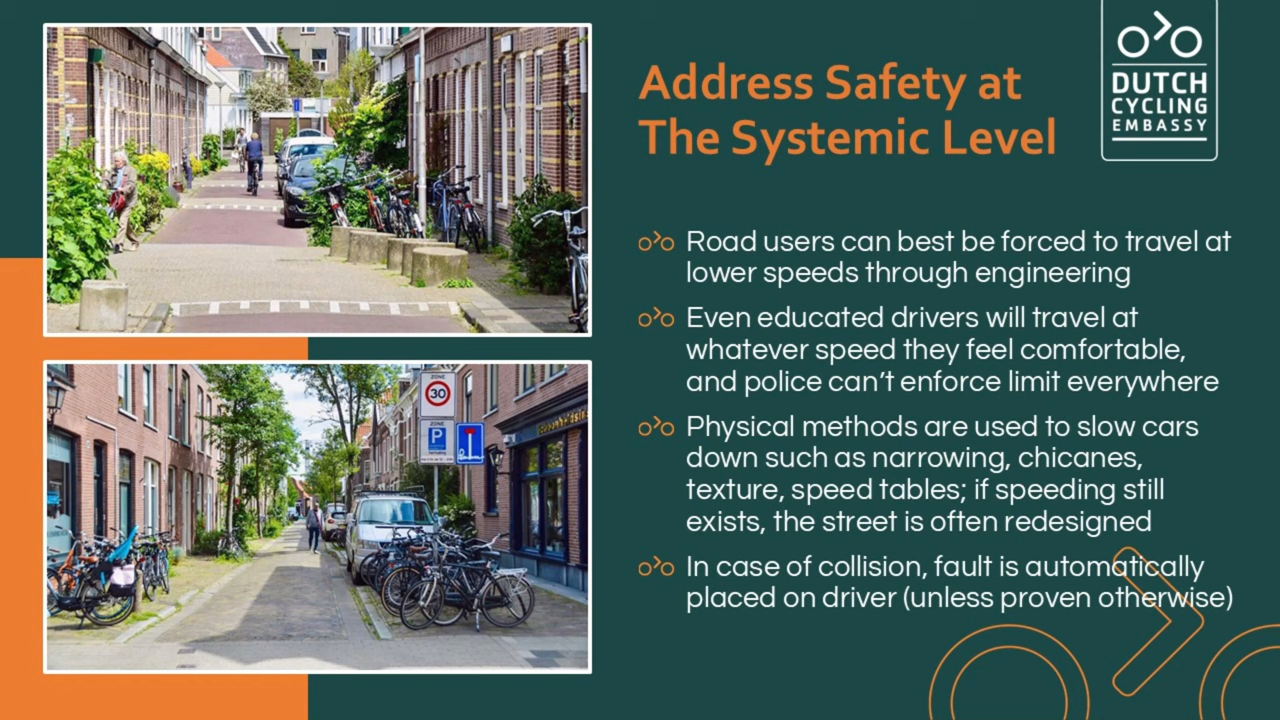 Address Safety at
The Systemic Level
DUTCH
CYCLING
EMBASSY
Road users can best be forced to travel at
lower speeds through engineering
Even educated drivers will travel at
whatever speed they feel comfortable,
and police can't enforce limit everywhere
Physical methods are used to slow cars
down such as narrowing, chicanes,
texture, speed tables; if speeding still
exists, the street is often redesigned
In case of collision, fault is automatically
placed on driver (unless proven otherwise)
ZONE
30
ZONE
P